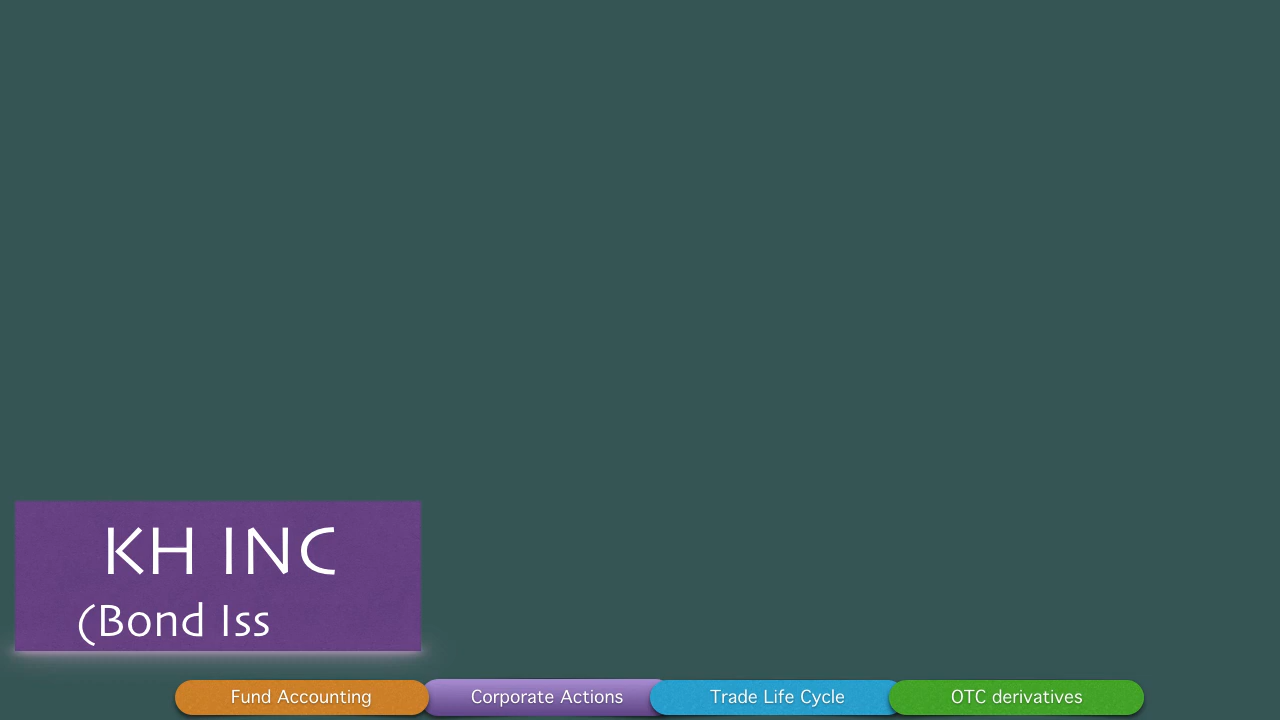 KH INC
(Bond Iss
Fund Accounting
Corporate Actions
Trade Life Cycle
OTC derivatives